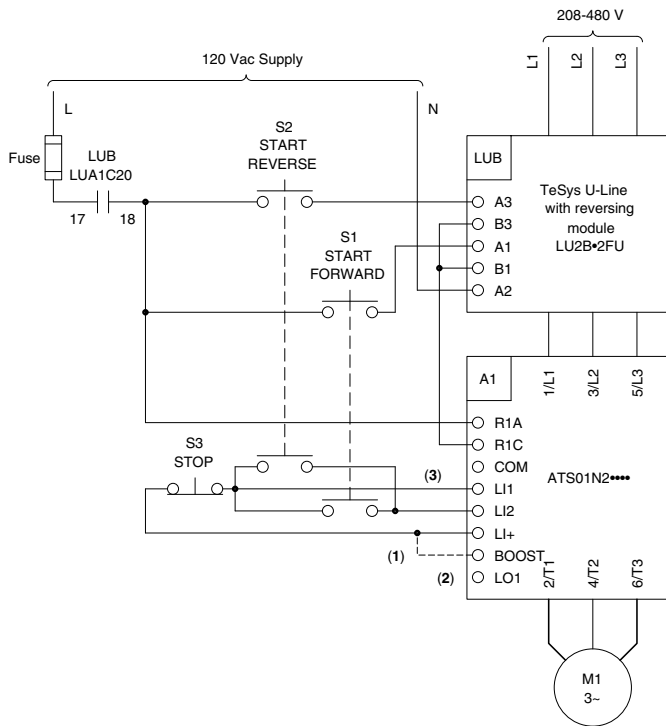 208-480 V
L1
L2
L3
120 Vac Supply
L
N
Fuse
LUB
LUA1C20
17
18
S2
START
REVERSE
S1
START
FORWARD
LUB
A3
B3
A1
B1
A2
TeSys U-Line
with reversing
module
LU2B•2FU
A1
1/L1
3/L2
5/L3
R1A
R1C
COM
LI1
LI2
LI+
BOOST
LO1
ATS01N2••••
S3
STOP
(3)
(1)
(2)
2/T1
4/T2
6/T3
M1
3~